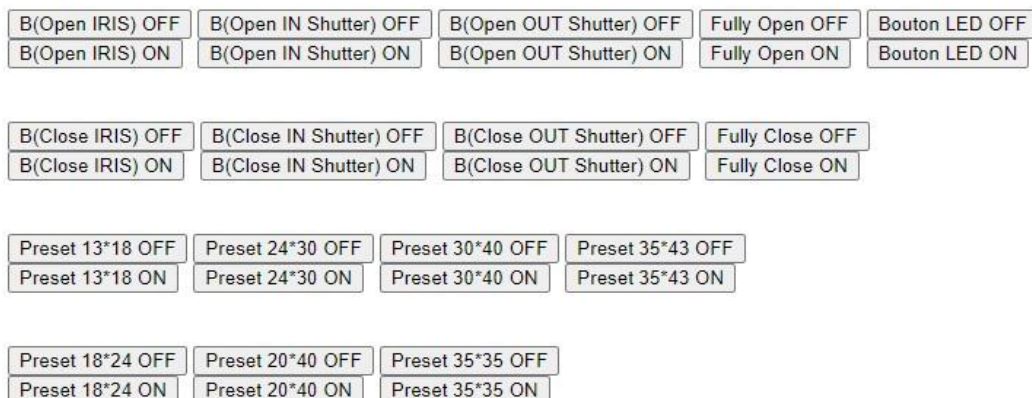 B(Open IRIS) OFF B(Open IN Shutter) OFF B(Open OUT Shutter) OFF Fully Open OFF Bouton LED OFF
B(Open IRIS) ON B(Open IN Shutter) ON B(Open OUT Shutter) ON Fully Open ON Bouton LED ON
B(Close IRIS) OFF B(Close IN Shutter) OFF B(Close OUT Shutter) OFF Fully Close OFF
B(Close IRIS) ON B(Close IN Shutter) ON B(Close OUT Shutter) ON Fully Close ON
Preset 13*18 OFF Preset 24*30 OFF Preset 30*40 OFF Preset 35*43 OFF
Preset 13*18 ON Preset 24*30 ON Preset 30*40 ON Preset 35*43 ON
Preset 18*24 OFF Preset 20*40 OFF Preset 35*35 OFF
Preset 18*24 ON Preset 20*40 ON Preset 35*35 ON